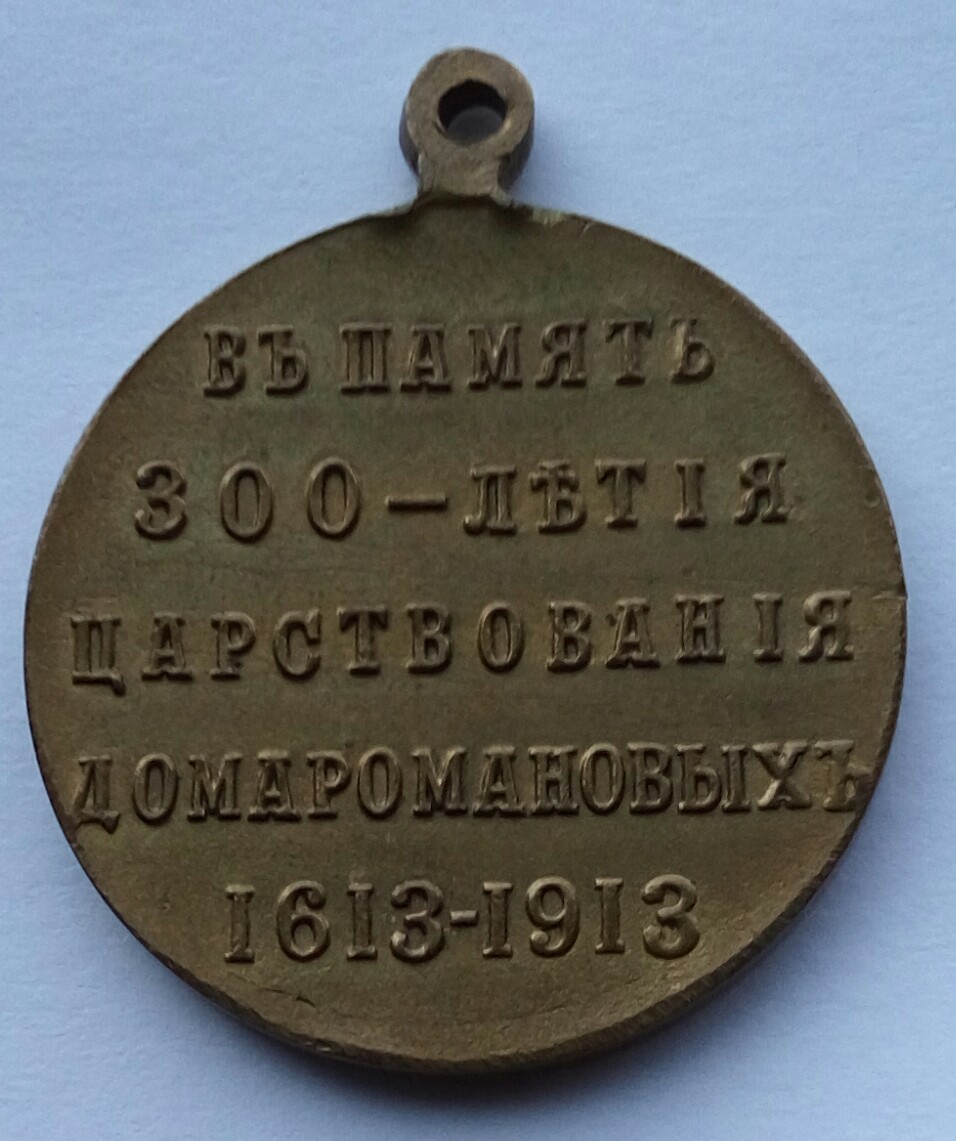 ВЪ ПАМЯТЬ
300-ЛѢТІЯ
ЦАРСТВОВАНІЯ
ДОМАРОМАНОВЫХЪ
1613-1913